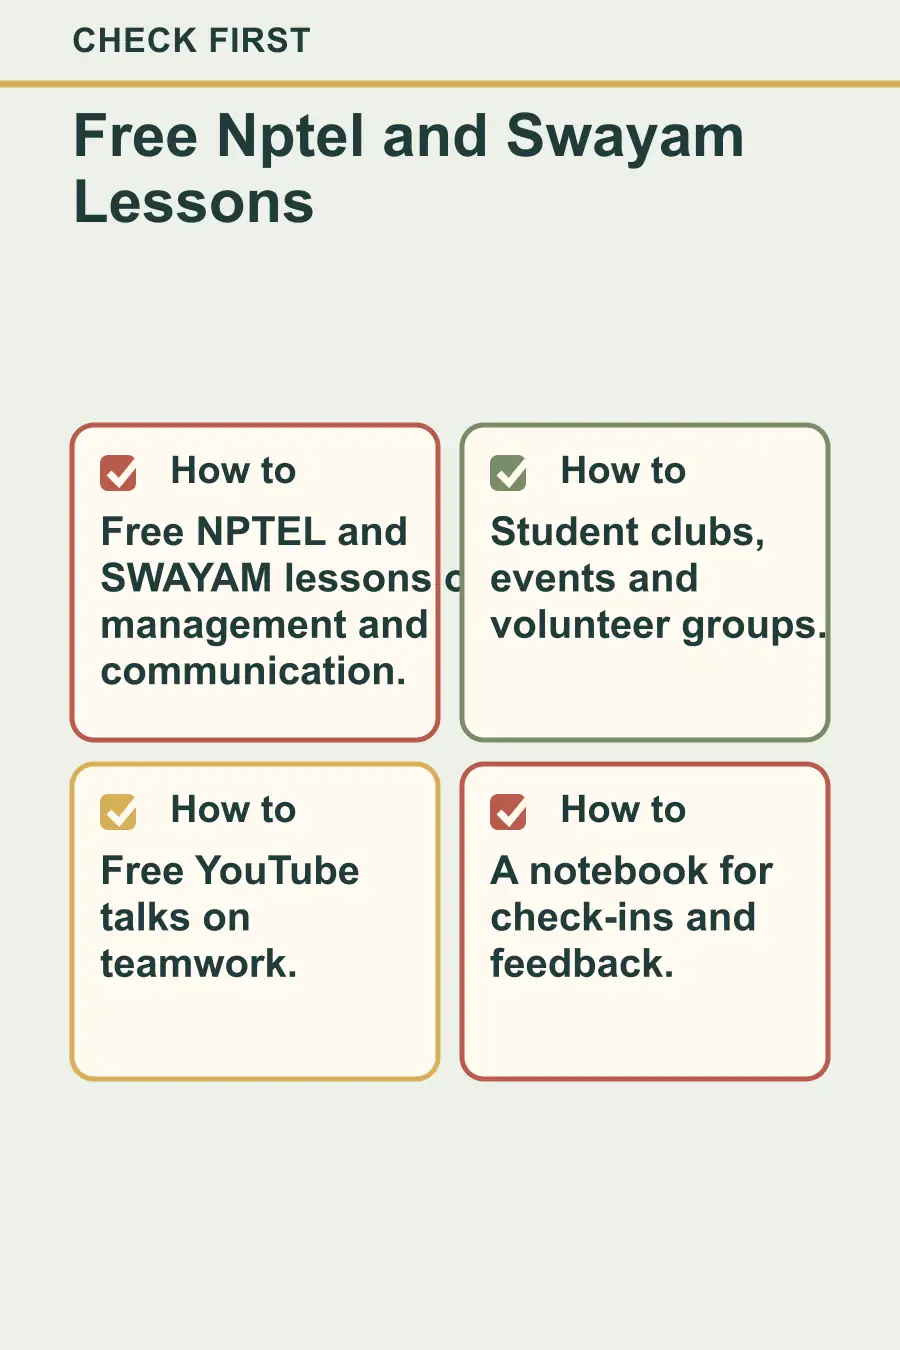 CHECK FIRST
Free Nptel and Swayam
Lessons
How to
Free NPTEL and
SWAYAM lessons
management and
communication.
How to
Student clubs,
events and
volunteer groups.
How to
Free YouTube
talks on
teamwork.
How to
A notebook for
check-ins and
feedback.